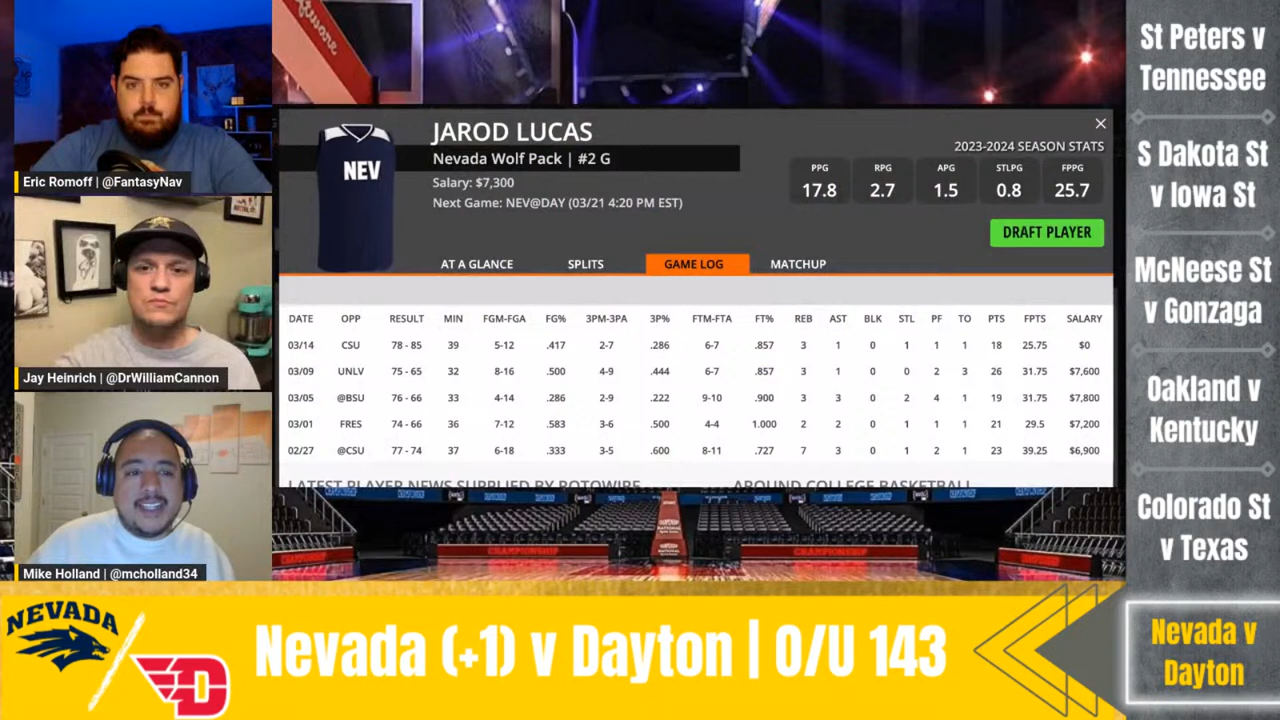 Eric Romoff | @FantasyNav
Jay Heinrich | @DrWilliamCannon
Mike Holland | @mcholland34
NEV
JAROD LUCAS
Nevada Wolf Pack | #2 G
Salary: $7,300
Next Game: NEV@DAY (03/21 4:20 PM EST)
2023-2024 SEASON STATS
PPG RPG APG STLPG FPPG
17.8 2.7 1.5 0.8 25.7
DRAFT PLAYER
AT A GLANCE SPLITS GAME LOG MATCHUP
DATE OPP RESULT MIN FGM-FGA FG% 3PM-3PA 3P% FTM-FTA FT% REB AST BLK STL PF TO PTS FPTS SALARY
03/14 CSU 78 - 85 39 5-12 .417 2-7 .286 6-7 .857 3 1 0 1 1 1 18 25.75 $0
03/09 UNLV 75 - 65 32 8-16 .500 4-9 .444 6-7 .857 3 1 0 0 2 3 26 31.75 $7,600
03/05 @BSU 76 - 66 33 4-14 .286 2-9 .222 9-10 .900 3 3 0 2 4 1 19 31.75 $7,800
03/01 FRES 74 - 66 36 7-12 .583 3-6 .500 4-4 1.000 2 2 0 1 1 1 21 29.5 $7,200
02/27 @CSU 77 - 74 37 6-18 .333 3-5 .600 8-11 .727 7 3 0 1 2 1 23 39.25 $6,900
LATEST PLAYER NEWS SUPPLIED BY ROTOWIRE AROUND COLLEGE BASKETBALL
CHAMPIONSHIP
CHAMPIONSHIP
St Peters v
Tennessee
S Dakota St
v Iowa St
McNeese St
v Gonzaga
Oakland v
Kentucky
Colorado St
v Texas
Nevada v
Dayton
NEVADA
D
Nevada (+1) v Dayton | O/U 143